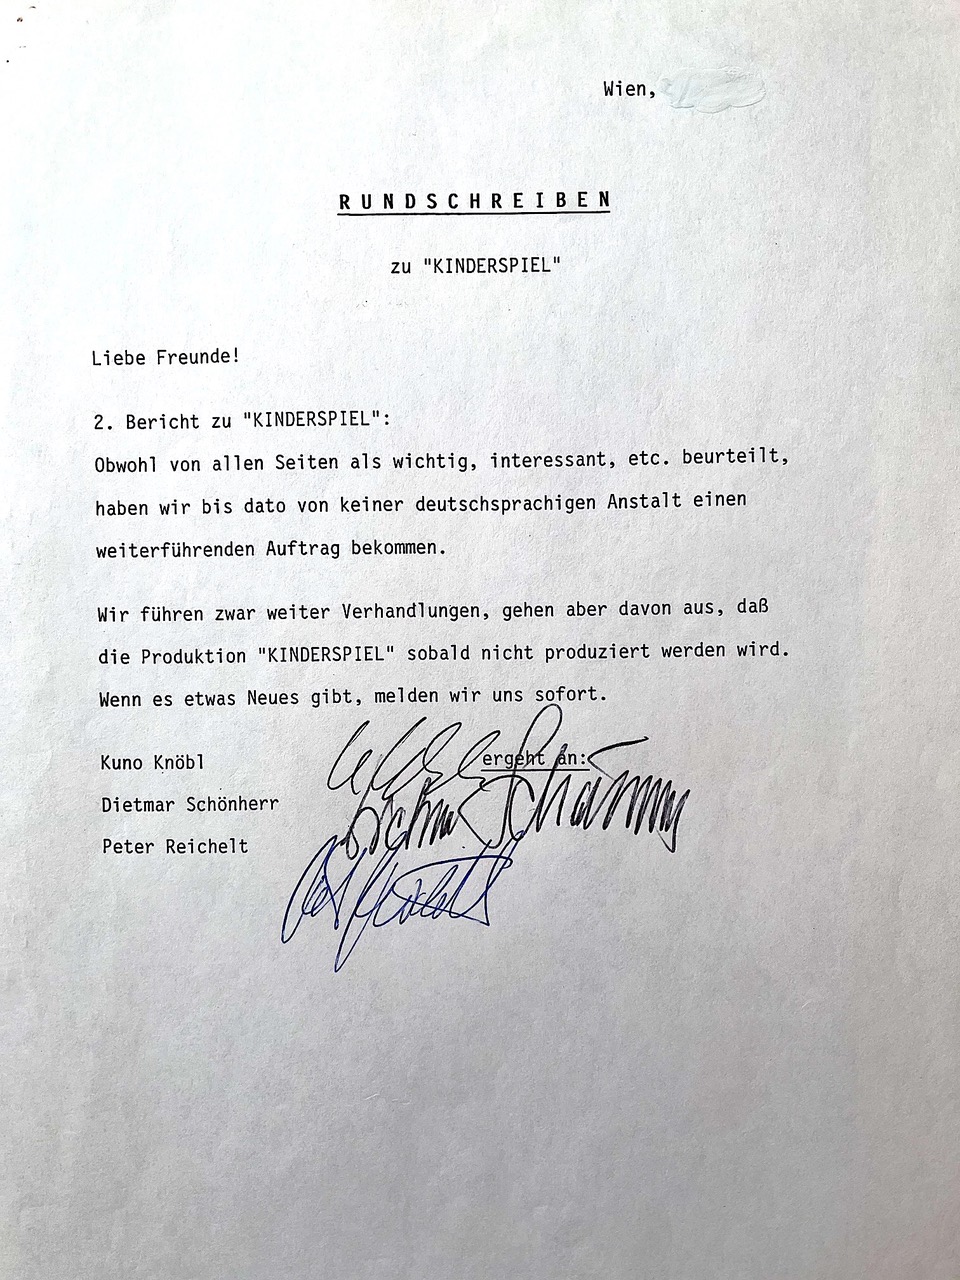 Wien,
RUNDSCHREIBEN
zu "KINDERSPIEL"
Liebe Freunde!
2. Bericht zu "KINDERSPIEL":
Obwohl von allen Seiten als wichtig, interessant, etc. beurteilt,
haben wir bis dato von keiner deutschsprachigen Anstalt einen
weiterführenden Auftrag bekommen.
Wir führen zwar weiter Verhandlungen, gehen aber davon aus, daß
die Produktion "KINDERSPIEL" sobald nicht produziert werden wird.
Wenn es etwas Neues gibt, melden wir uns sofort.
Kuno Knöbl ergeht an:
Dietmar Schönherr
Peter Reichelt